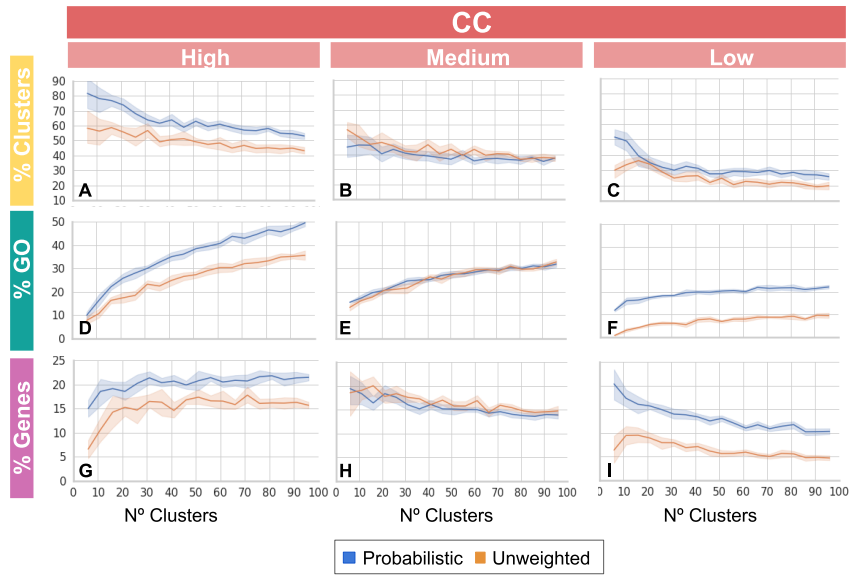 CC
High Medium Low
% Clusters
90
80
70
60
50
40
30
20
10
A B C
% GO
50
40
30
20
10
0
D E F
% Genes
25
20
15
10
5
0
G H I
0 10 20 30 40 50 60 70 80 90 100 0 10 20 30 40 50 60 70 80 90 100 0 10 20 30 40 50 60 70 80 90 100
Nº Clusters Nº Clusters Nº Clusters
Probabilistic Unweighted